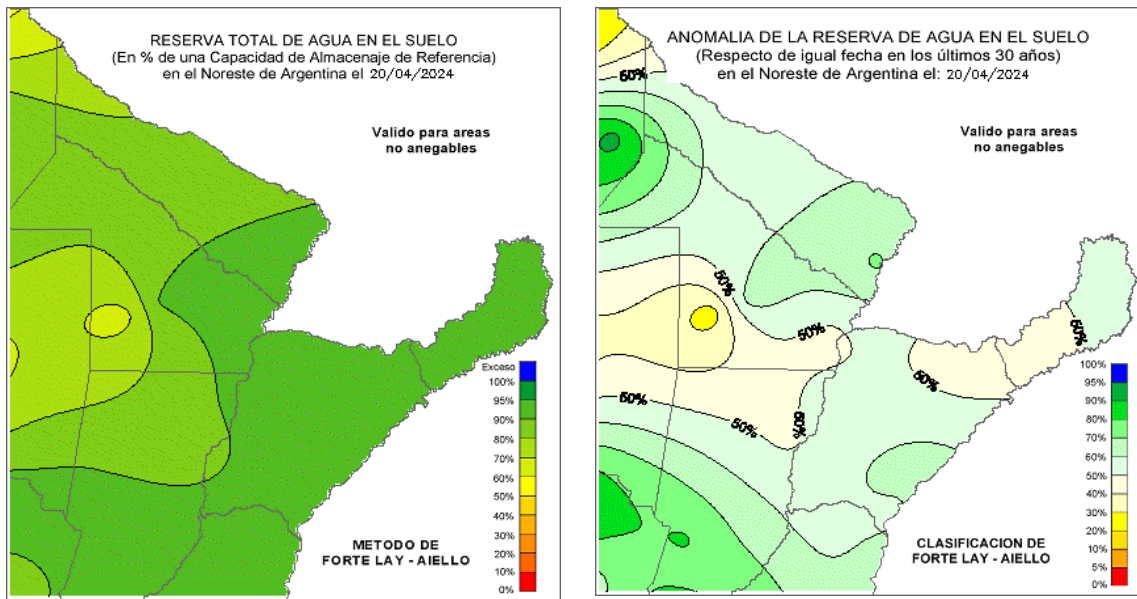 RESERVA TOTAL DE AGUA EN EL SUELO
(En % de una Capacidad de Almacenaje de Referencia)
en el Noreste de Argentina el 20/04/2024
Valido para areas
no anegables
Exceso
100%
95%
90%
80%
70%
60%
50%
40%
30%
20%
10%
0%
METODO DE
FORTE LAY - AIELLO
ANOMALIA DE LA RESERVA DE AGUA EN EL SUELO
(Respecto de igual fecha en los últimos 30 años)
en el Noreste de Argentina el: 20/04/2024
50%
Valido para areas
no anegables
50%
50%
50%
50%
50%
50%
50%
100%
95%
90%
80%
70%
60%
50%
40%
30%
20%
10%
5%
0%
CLASIFICACION DE
FORTE LAY - AIELLO